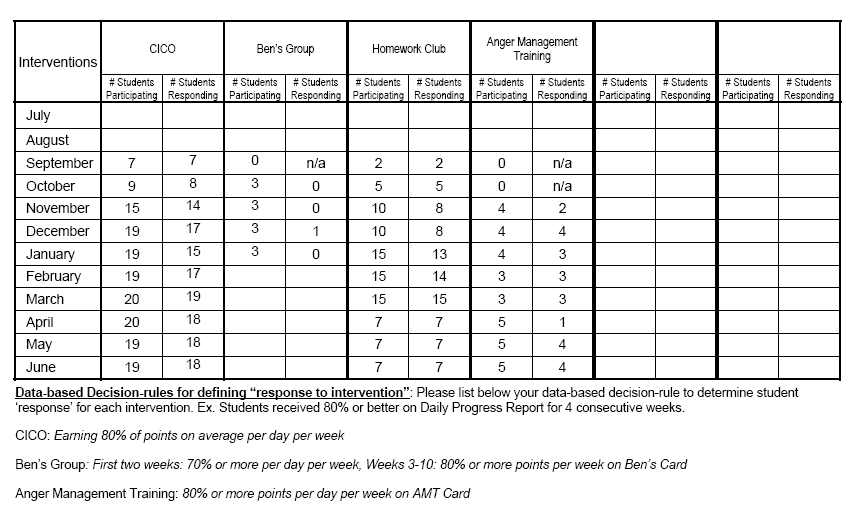 Interventions CICO Ben's Group Homework Club Anger Management Training
# Students Participating # Students Responding # Students Participating # Students Responding # Students Participating # Students Responding # Students Participating # Students Responding # Students Participating # Students Responding # Students Participating # Students Responding
July
August
September 7 7 0 n/a 2 2 0 n/a
October 9 8 3 0 5 5 0 n/a
November 15 14 3 0 10 8 4 2
December 19 17 3 1 10 8 4 4
January 19 15 3 0 15 13 4 3
February 19 17 15 14 3 3
March 20 19 15 15 3 3
April 20 18 7 7 5 1
May 19 18 7 7 5 4
June 19 18 7 7 5 4
Data-based Decision-rules for defining “response to intervention”: Please list below your data-based decision-rule to determine student
‘response’ for each intervention. Ex. Students received 80% or better on Daily Progress Report for 4 consecutive weeks.
CICO: Earning 80% of points on average per day per week
Ben's Group: First two weeks: 70% or more per day per week, Weeks 3-10: 80% or more points per week on Ben's Card
Anger Management Training: 80% or more points per day per week on AMT Card